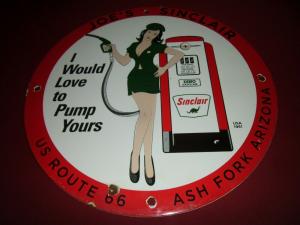 JOE'S SINCLAIR
I
Would
Love
to
Pump
Yours
Sinclair
US ROUTE 66
ASH FORK ARIZONA